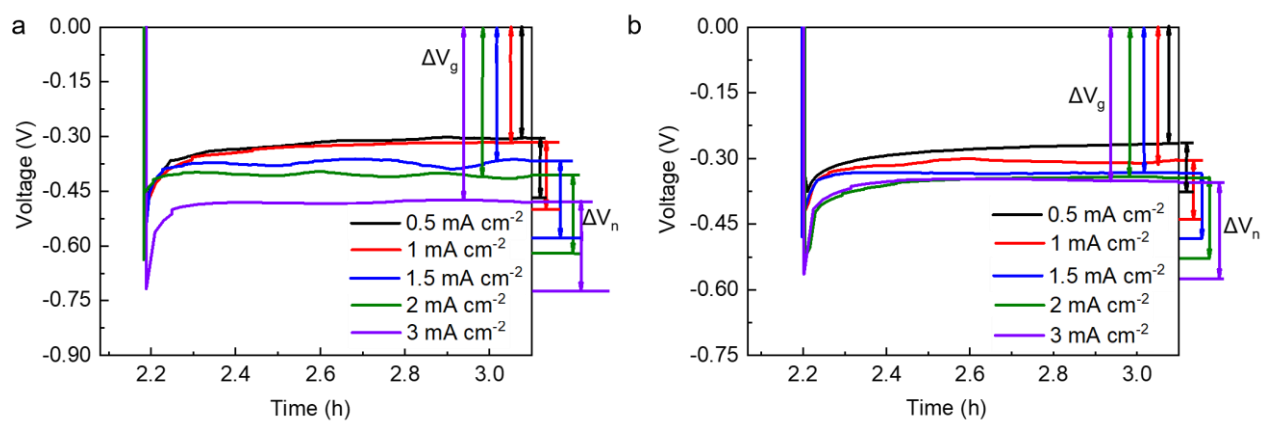 a
0.00
-0.15
-0.30
-0.45
-0.60
-0.75
-0.90
Voltage (V)
2.2
2.4
2.6
2.8
3.0
Time (h)
ΔVg
ΔVn
0.5 mA cm-2
1 mA cm-2
1.5 mA cm-2
2 mA cm-2
3 mA cm-2
b
0.00
-0.15
-0.30
-0.45
-0.60
-0.75
Voltage (V)
2.2
2.4
2.6
2.8
3.0
Time (h)
ΔVg
ΔVn
0.5 mA cm-2
1 mA cm-2
1.5 mA cm-2
2 mA cm-2
3 mA cm-2